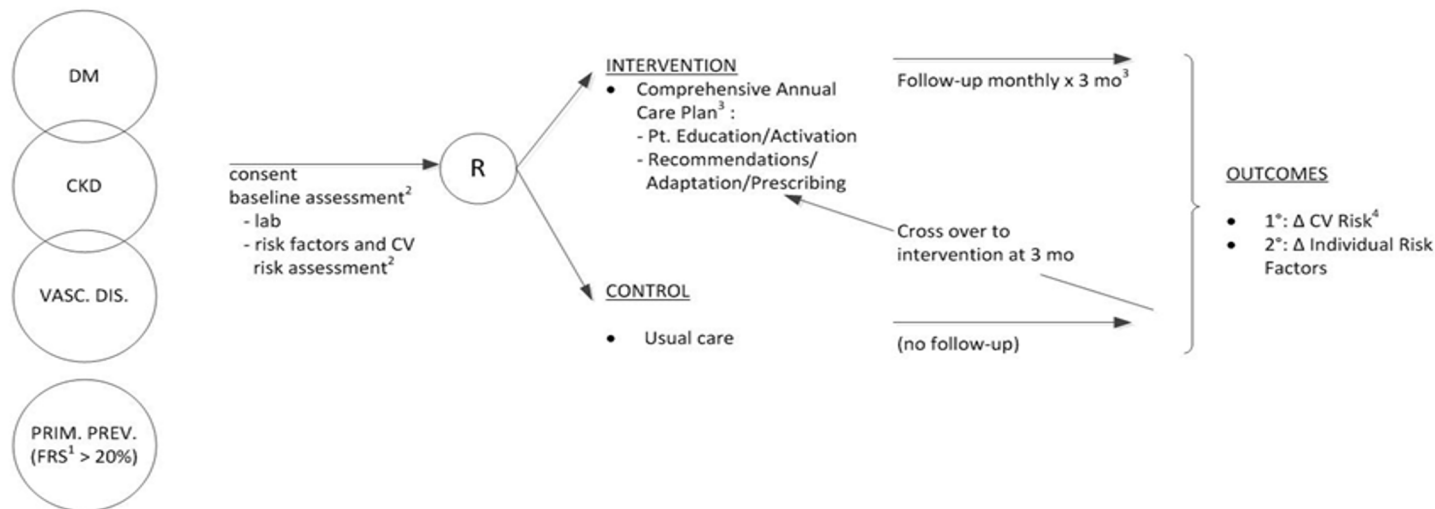 DM
CKD
VASC. DIS.
PRIM. PREV.
(FRS¹ > 20%)
consent
baseline assessment²
- lab
- risk factors and CV
risk assessment²
R
INTERVENTION
• Comprehensive Annual
Care Plan³ :
- Pt. Education/Activation
- Recommendations/
Adaptation/Prescribing
CONTROL
• Usual care
Follow-up monthly x 3 mo³
Cross over to
intervention at 3 mo
(no follow-up)
OUTCOMES
• 1°: Δ CV Risk⁴
• 2°: Δ Individual Risk
Factors